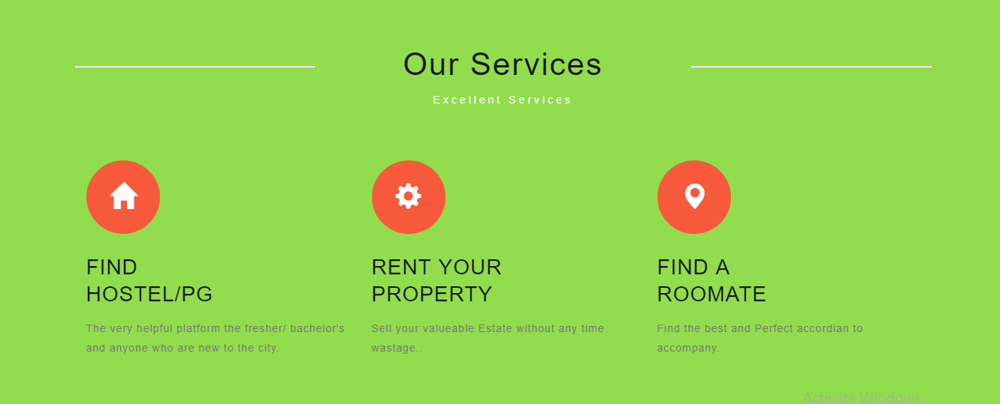 Our Services
Excellent Services
FIND
HOSTEL/PG
The very helpful platform the fresher/ bachelor's
and anyone who are new to the city.
RENT YOUR
PROPERTY
Sell your valueable Estate without any time
wastage..
FIND A
ROOMATE
Find the best and Perfect accordian to
accompany.
Activate Windows